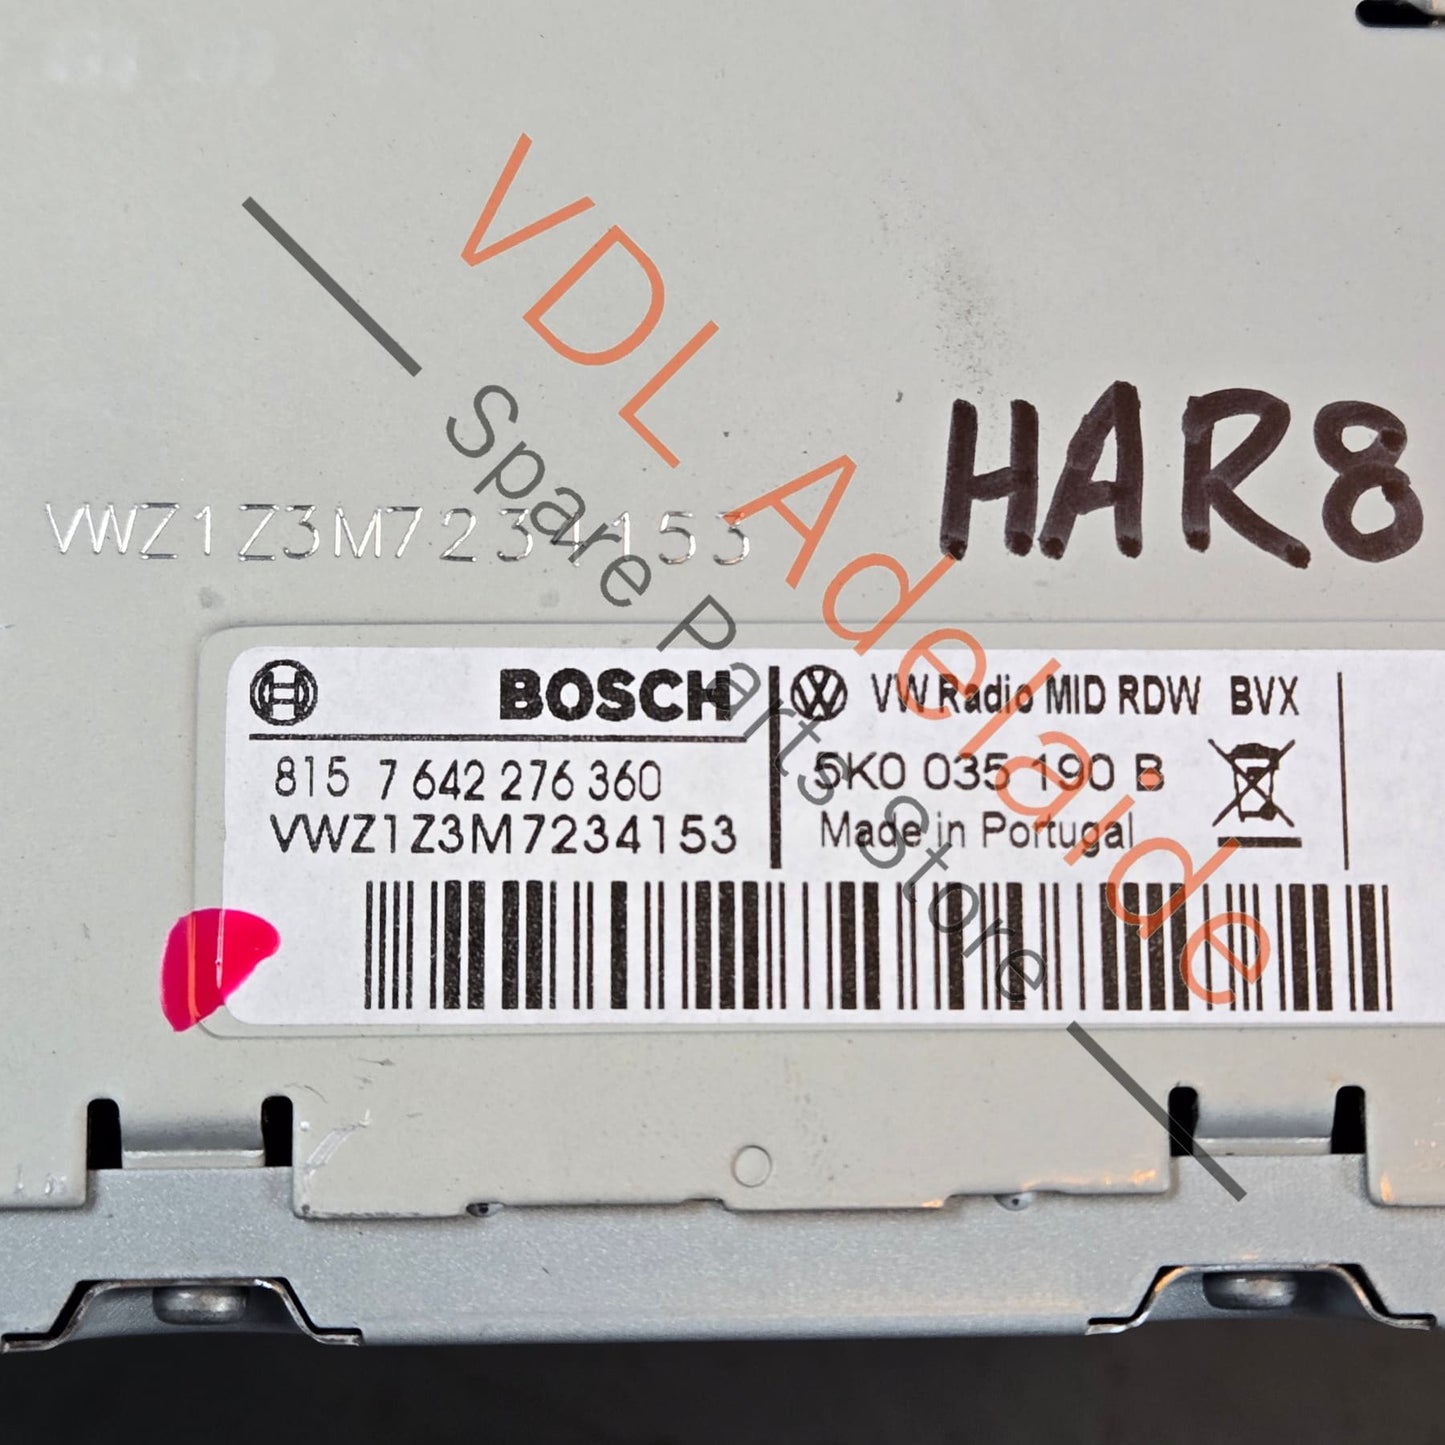 VDL Adelaide
Spare Parts Store
HAR8
VWZ1Z3M7234153
BOSCH
815 7 642 276 360
VWZ1Z3M7234153
VW Radio MID RDW BVX
5K0 035 190 B
Made in Portugal